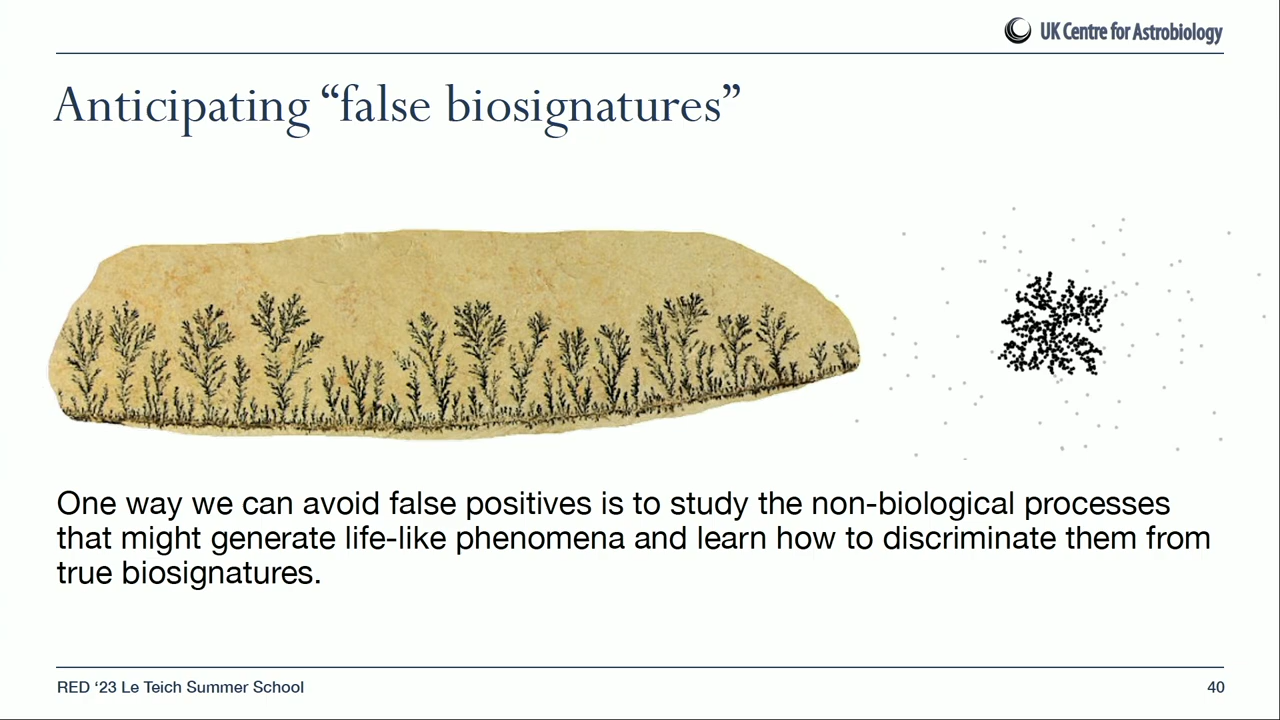 UK Centre for Astrobiology
Anticipating “false biosignatures”
One way we can avoid false positives is to study the non-biological processes
that might generate life-like phenomena and learn how to discriminate them from
true biosignatures.
RED ‘23 Le Teich Summer School
40